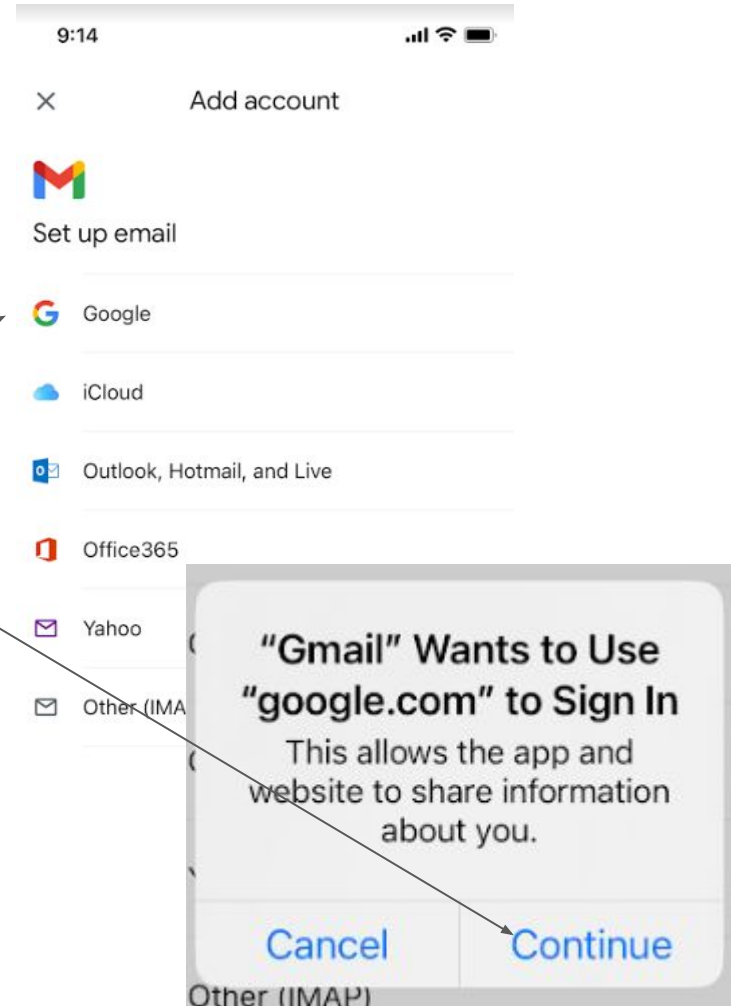 9:14
Add account
Set up email
Google
iCloud
Outlook, Hotmail, and Live
Office365
Yahoo
Other (IMA
"Gmail" Wants to Use
"google.com" to Sign In
This allows the app and
website to share information
about you.
Cancel
Continue
Other (IMAP)